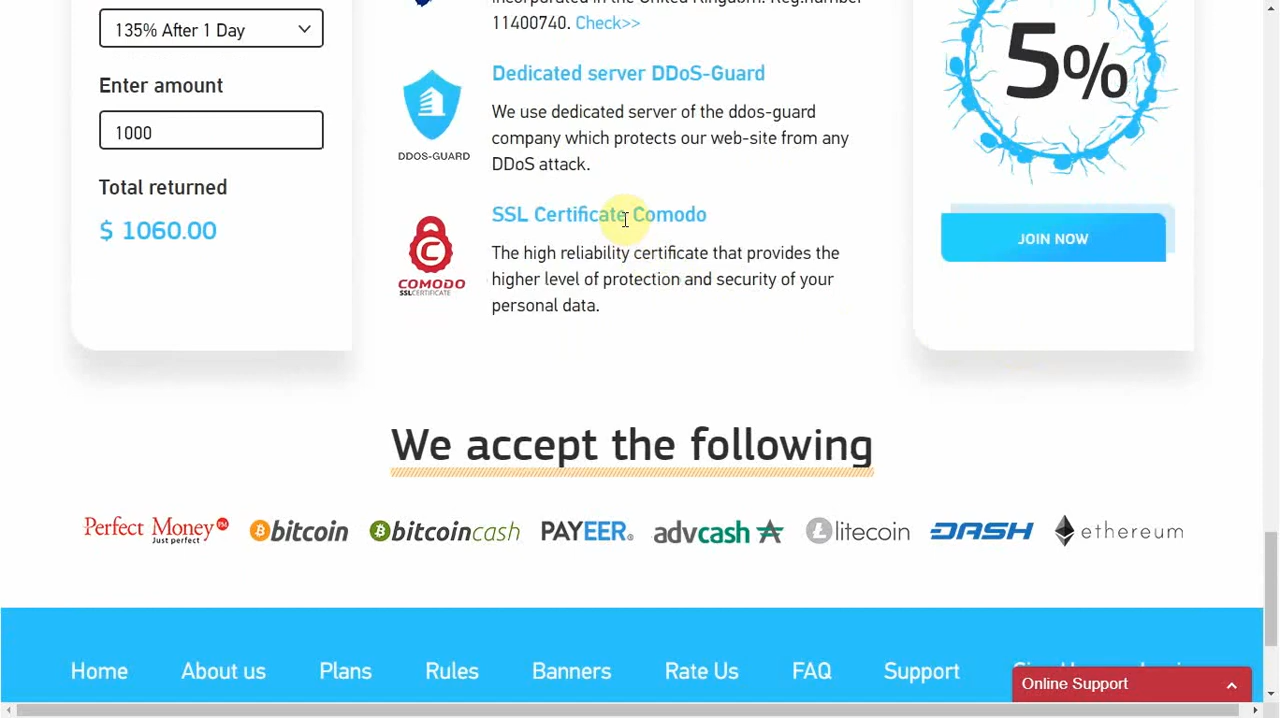 135% After 1 Day
Enter amount
1000
Total returned
$ 1060.00
11400740. Check>>
Dedicated server DDoS-Guard
We use dedicated server of the ddos-guard
company which protects our web-site from any
DDoS attack.
DDOS-GUARD
SSL Certificate Comodo
The high reliability certificate that provides the
higher level of protection and security of your
personal data.
C
COMODO
SSL CERTIFICATE
5%
JOIN NOW
We accept the following
Perfect Money PM
Just perfect
bitcoin
bitcoincash
PAYEER
advcash
litecoin
DASH
ethereum
Home About us Plans Rules Banners Rate Us FAQ Support
Online Support